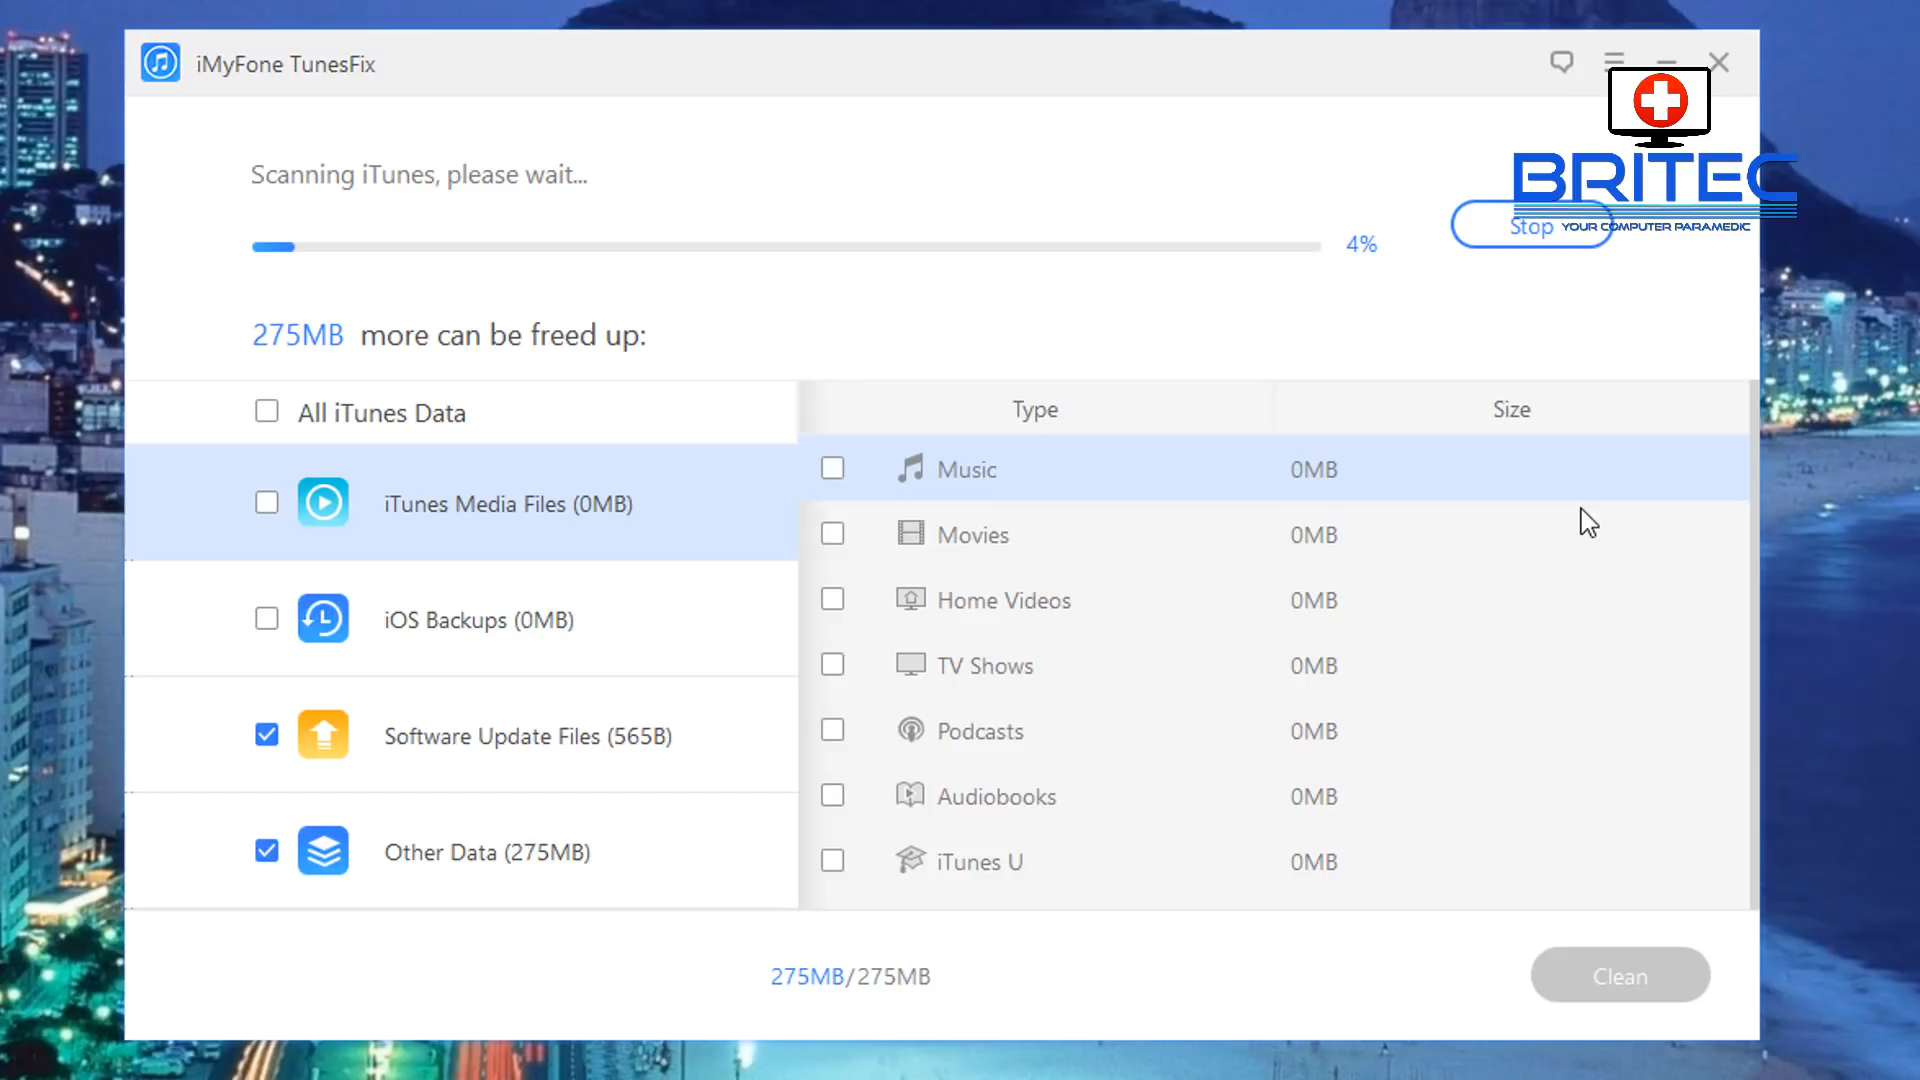 iMyFone TunesFix
BRITEC
YOUR COMPUTER PARAMEDIC
Scanning iTunes, please wait...
4%
Stop
275MB more can be freed up:
All iTunes Data
iTunes Media Files (0MB)
iOS Backups (0MB)
Software Update Files (565B)
Other Data (275MB)
Type Size
Music 0MB
Movies 0MB
Home Videos 0MB
TV Shows 0MB
Podcasts 0MB
Audiobooks 0MB
iTunes U 0MB
275MB/275MB
Clean